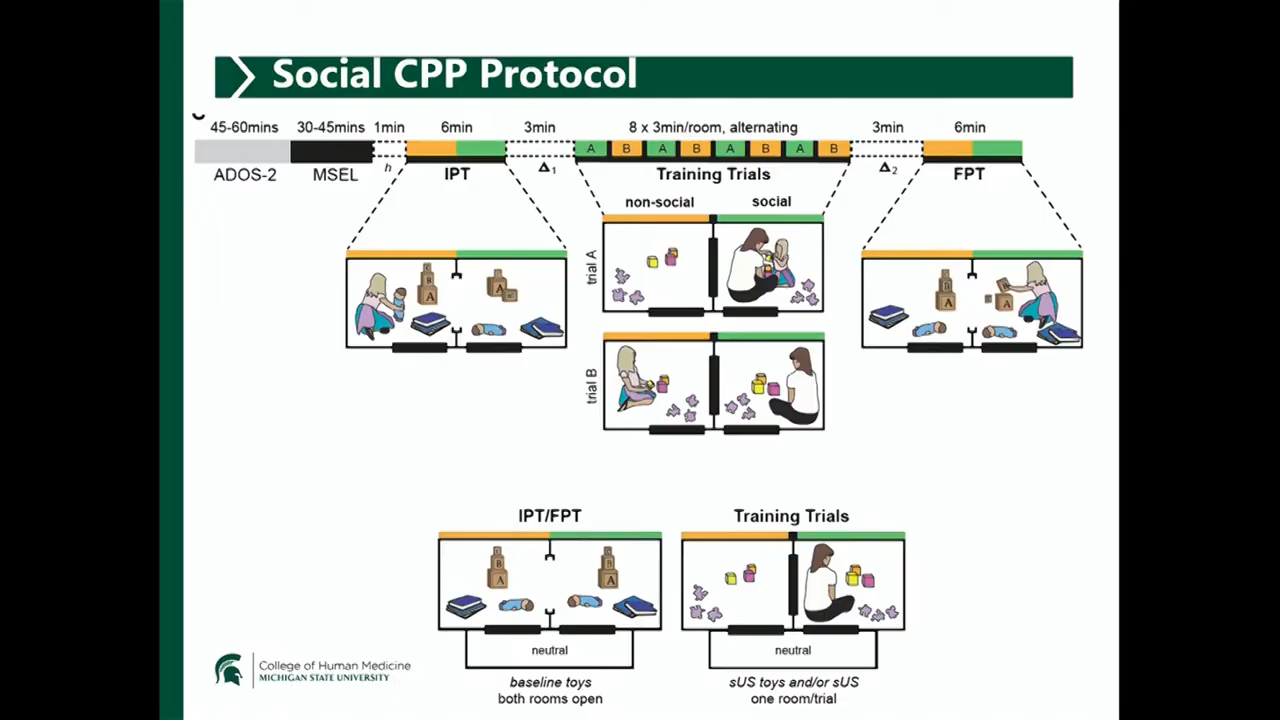 Social CPP Protocol
45-60mins 30-45mins 1min 6min 3min 8 x 3min/room, alternating 3min 6min
A B A B A B A B
ADOS-2 MSEL h IPT Δ1 Training Trials Δ2 FPT
non-social social
trial A
trial B
IPT/FPT Training Trials
neutral neutral
baseline toys sUS toys and/or sUS
both rooms open one room/trial
College of Human Medicine
MICHIGAN STATE UNIVERSITY